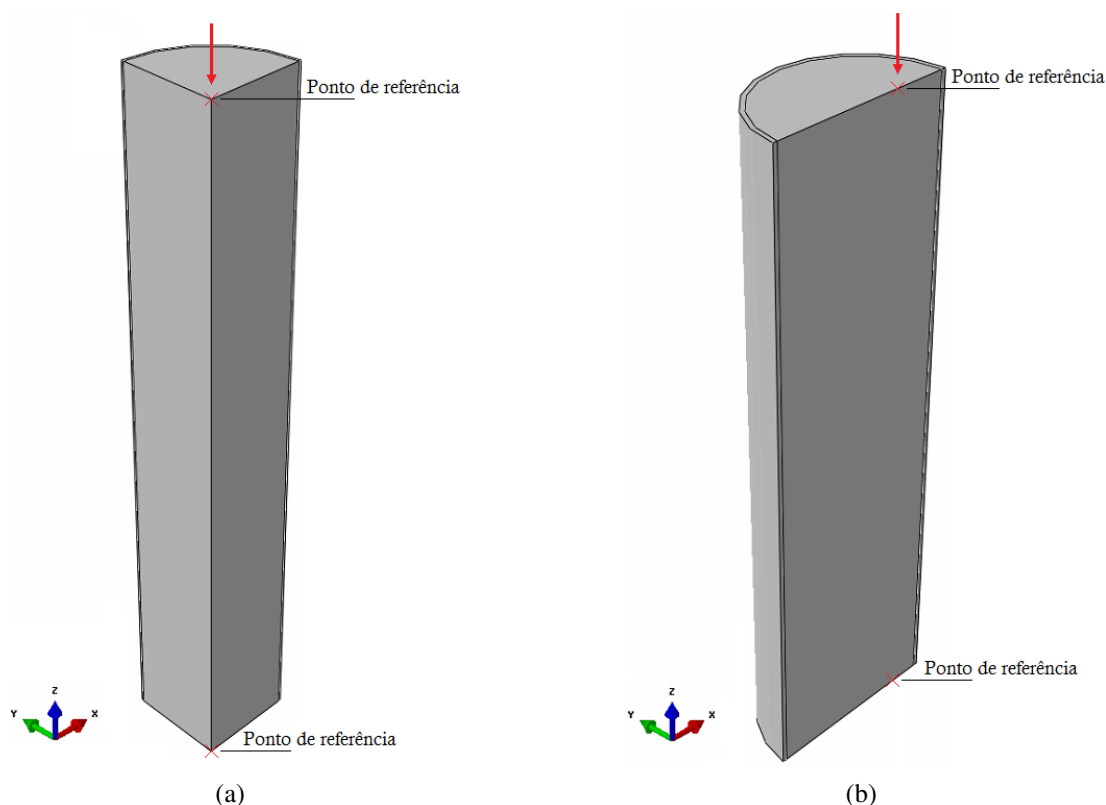 Ponto de referência
Ponto de referência
Z
Y
X
(a)
Ponto de referência
Ponto de referência
Z
Y
X
(b)